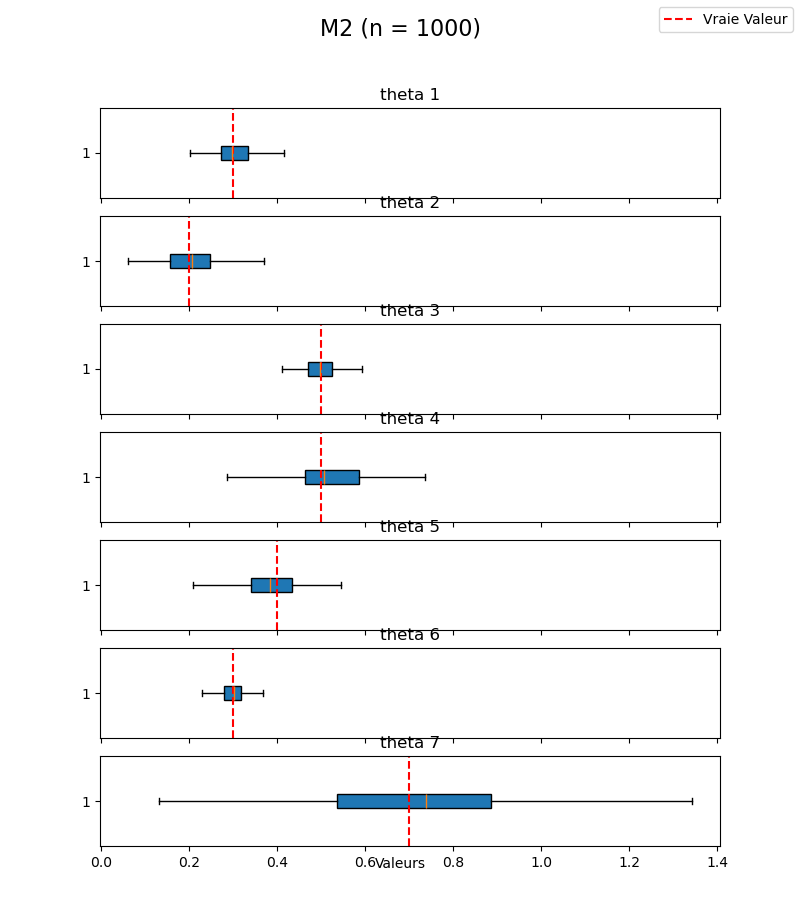 M2 (n = 1000)
Vraie Valeur
theta 1
1
theta 2
1
theta 3
1
theta 4
1
theta 5
1
theta 6
1
theta 7
1
0.0 0.2 0.4 0.6 0.8 1.0 1.2 1.4
Valeurs